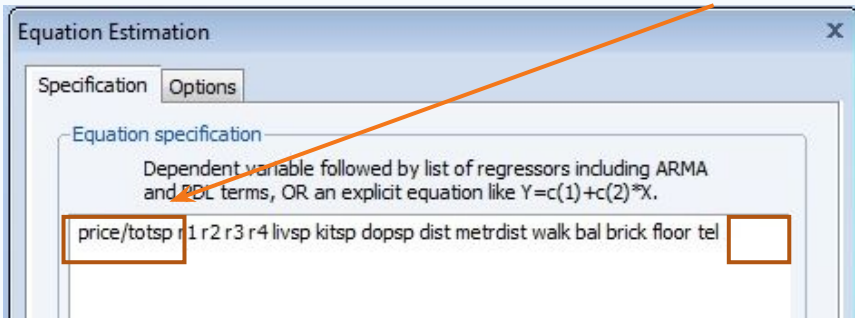 Equation Estimation
Specification Options
Equation specification
Dependent variable followed by list of regressors including ARMA
and PDL terms, OR an explicit equation like Y=c(1)+c(2)*X.
price/totsp r1 r2 r3 r4 livsp kitsp dopsp dist metrdist walk bal brick floor tel